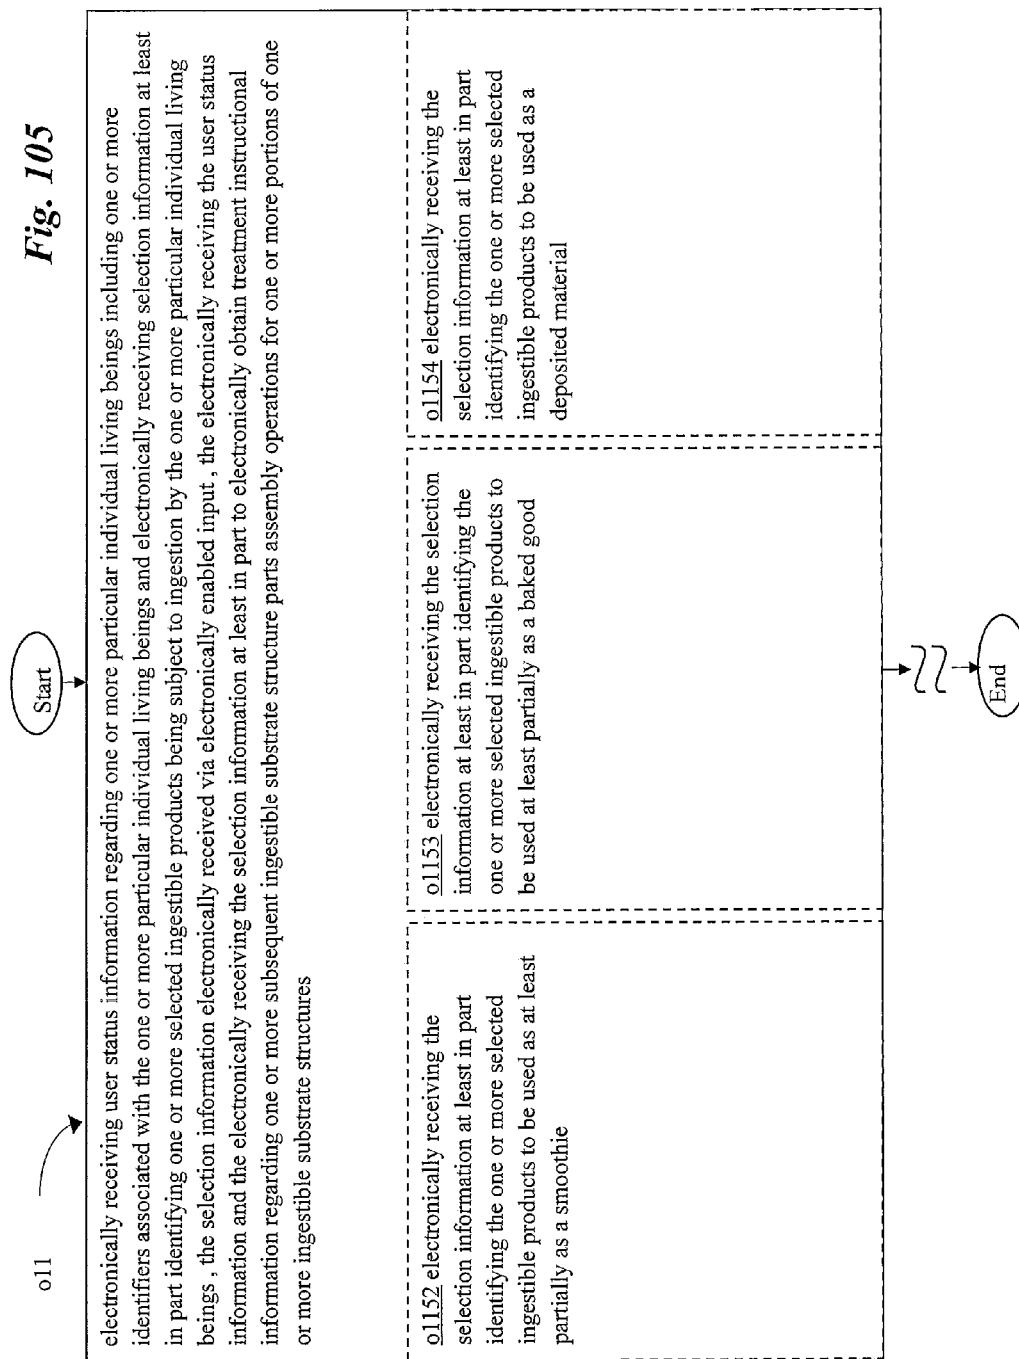 Fig. 105
Start
o11
electronically receiving user status information regarding one or more particular individual living beings including one or more
identifiers associated with the one or more particular individual living beings and electronically receiving selection information at least
in part identifying one or more selected ingestible products being subject to ingestion by the one or more particular individual living
beings , the selection information electronically received via electronically enabled input , the electronically receiving the user status
information and the electronically receiving the selection information at least in part to electronically obtain treatment instructional
information regarding one or more subsequent ingestible substrate structure parts assembly operations for one or more portions of one
or more ingestible substrate structures
o1152 electronically receiving the
selection information at least in part
identifying the one or more selected
ingestible products to be used as at least
partially as a smoothie
o1153 electronically receiving the selection
information at least in part identifying the
one or more selected ingestible products to
be used at least partially as a baked good
o1154 electronically receiving the
selection information at least in part
identifying the one or more selected
ingestible products to be used as a
deposited material
End